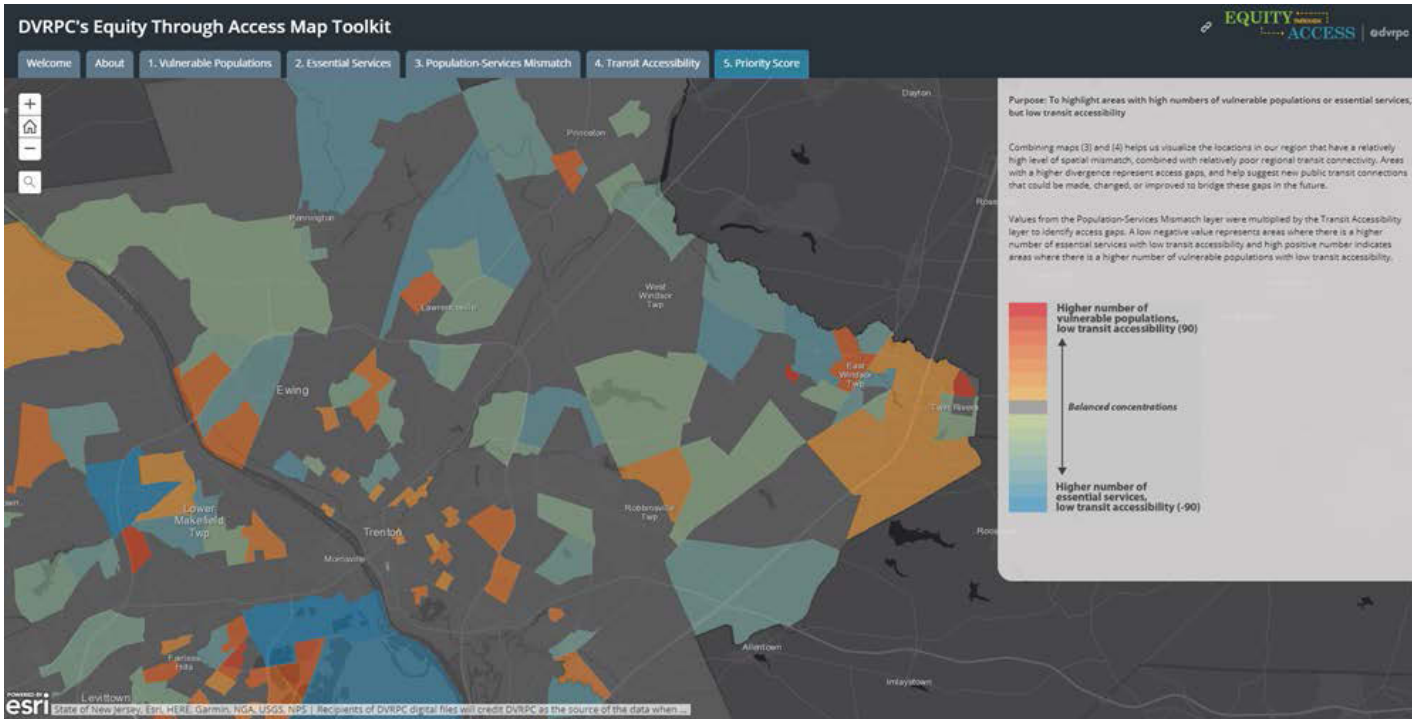 DVRPC's Equity Through Access Map Toolkit
EQUITY THROUGH
ACCESS
dvrpc
Welcome
About
1. Vulnerable Populations
2. Essential Services
3. Population-Services Mismatch
4. Transit Accessibility
5. Priority Score
Purpose: To highlight areas with high numbers of vulnerable populations or essential services,
but low transit accessibility
Combining maps (3) and (4) helps us visualize the locations in our region that have a relatively
high level of spatial mismatch, combined with relatively poor regional transit connectivity. Areas
with a higher divergence represent access gaps, and help suggest new public transit connections
that could be made, changed, or improved to bridge these gaps in the future.
Values from the Population-Services Mismatch layer were multiplied by the Transit Accessibility
layer to identify access gaps. A low negative value represents areas where there is a higher
number of essential services with low transit accessibility and high positive number indicates
areas where there is a higher number of vulnerable populations with low transit accessibility.
Higher number of
vulnerable populations,
low transit accessibility (90)
Balanced concentrations
Higher number of
essential services,
low transit accessibility (-90)
Dayton
Princeton
Pennington
West
Windsor
Twp
Lawrenceville
East
Windsor
Twp
Twin Rivers
Ewing
Lower
Makefield
Twp
Robbinsville
Twp
Trenton
Morrisville
Allentown
Imlaystown
Fairless
Hills
Levittown
POWERED BY
esri
State of New Jersey, Esri, HERE, Garmin, NGA, USGS, NPS | Recipients of DVRPC digital files will credit DVRPC as the source of the data when ...